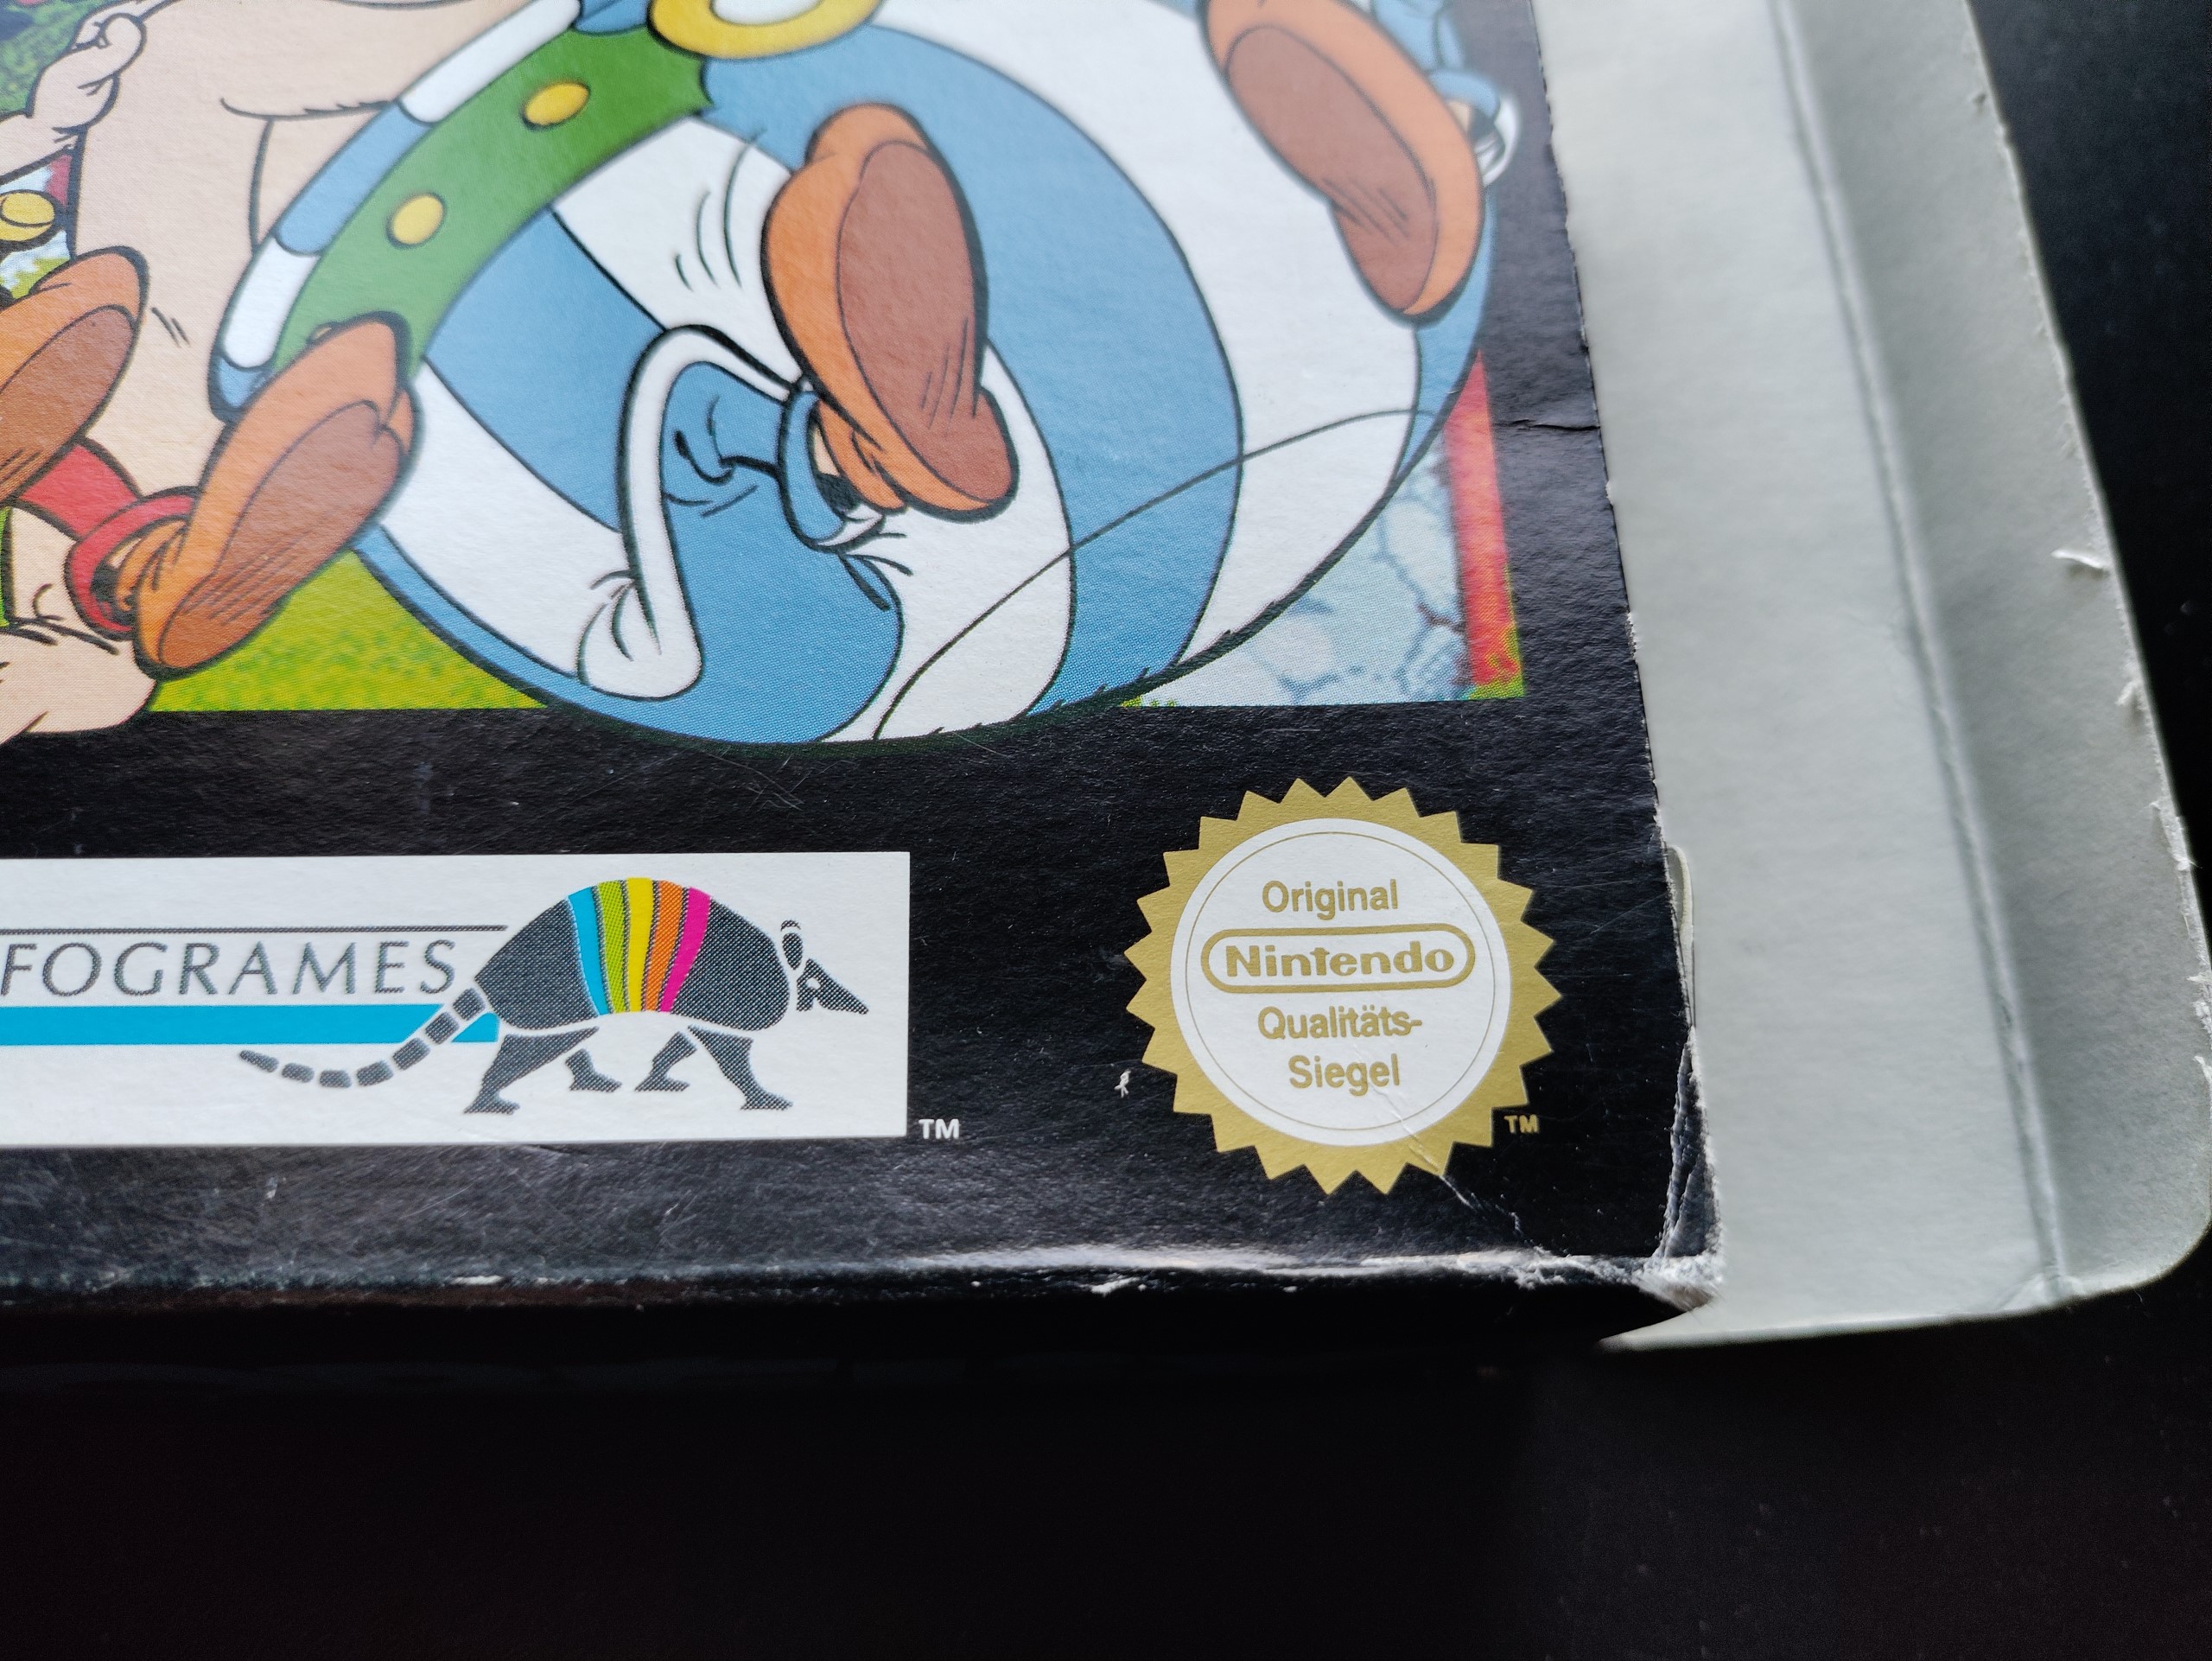 FOGRAMES
TM
Original
Nintendo
Qualitäts-
Siegel
TM